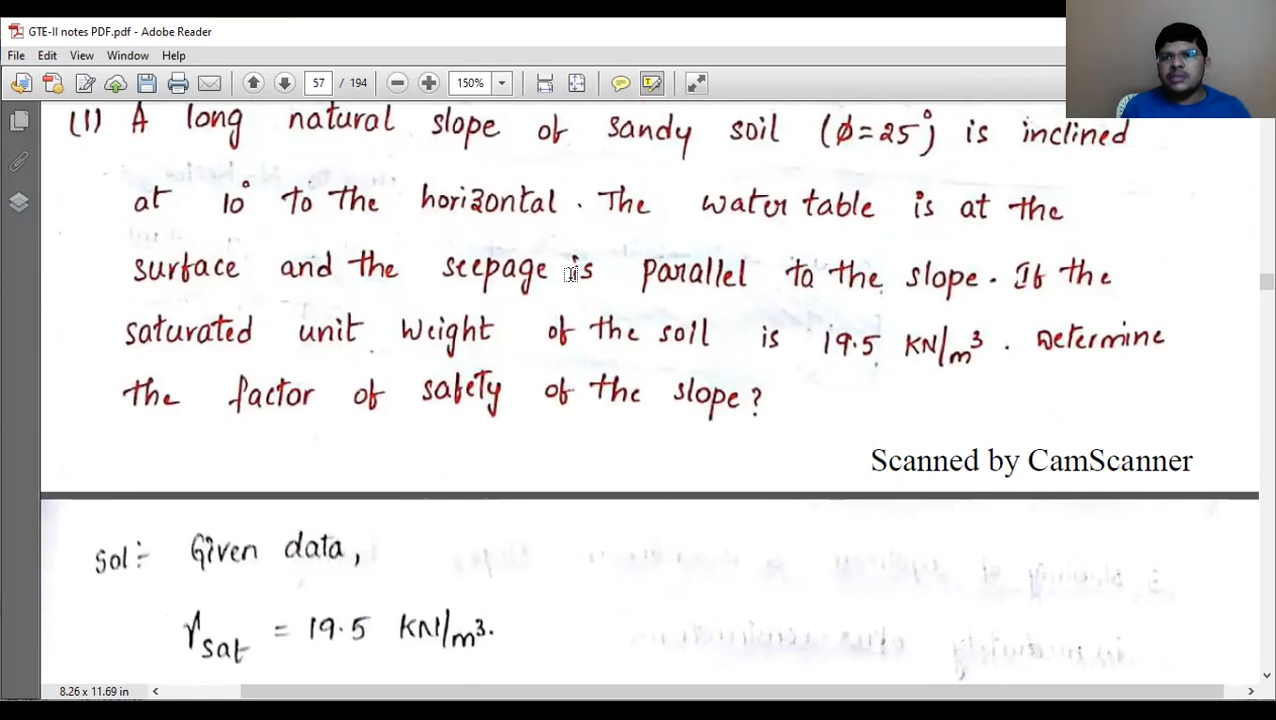 GTE-II notes PDF.pdf - Adobe Reader
File Edit View Window Help
57 / 194 150%
(1) A long natural slope of sandy soil (Ø=25°) is inclined
at 10° to the horizontal. The water table is at the
surface and the seepage is parallel to the slope. If the
saturated unit weight of the soil is 19.5 KN/m³. Determine
the factor of safety of the slope?
Scanned by CamScanner
Sol:- Given data,
γsat = 19.5 KN/m³.
8.26 x 11.69 in